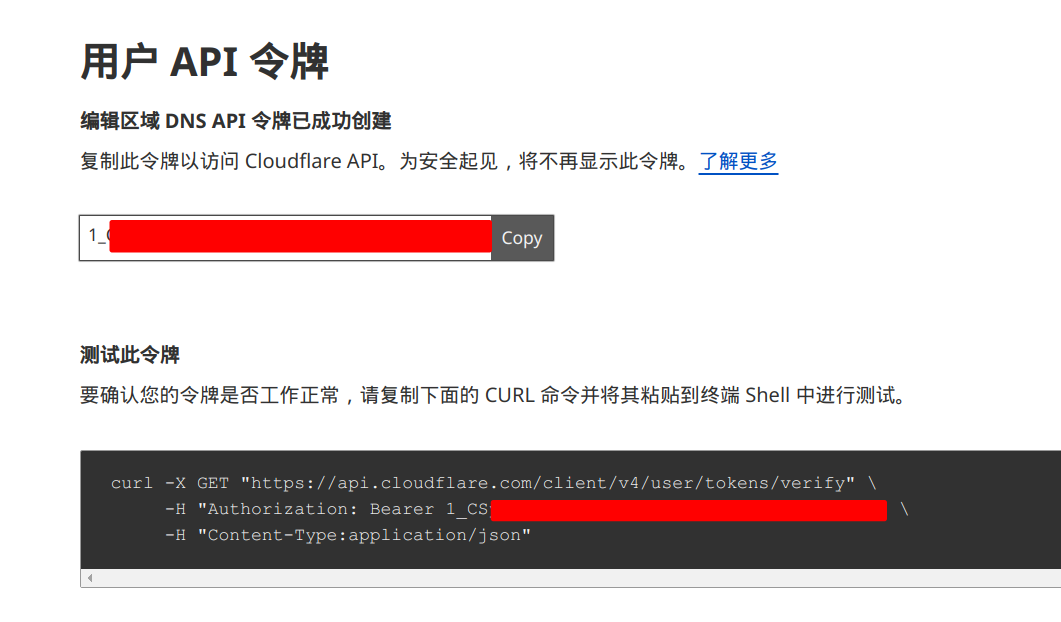 用户 API 令牌
编辑区域 DNS API 令牌已成功创建
复制此令牌以访问 Cloudflare API。为安全起见，将不再显示此令牌。了解更多
1_ Copy
测试此令牌
要确认您的令牌是否工作正常，请复制下面的 CURL 命令并将其粘贴到终端 Shell 中进行测试。
curl -X GET "https://api.cloudflare.com/client/v4/user/tokens/verify" \
-H "Authorization: Bearer 1_CS \
-H "Content-Type:application/json"